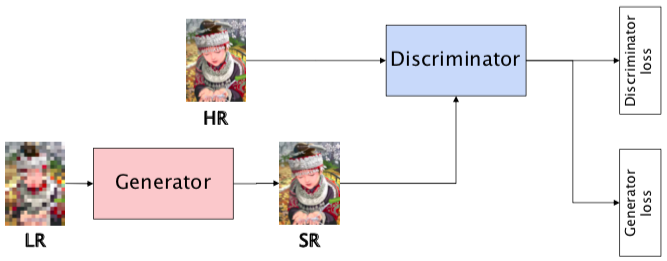 HR
Discriminator
Discriminator
loss
LR
Generator
SR
Generator
loss